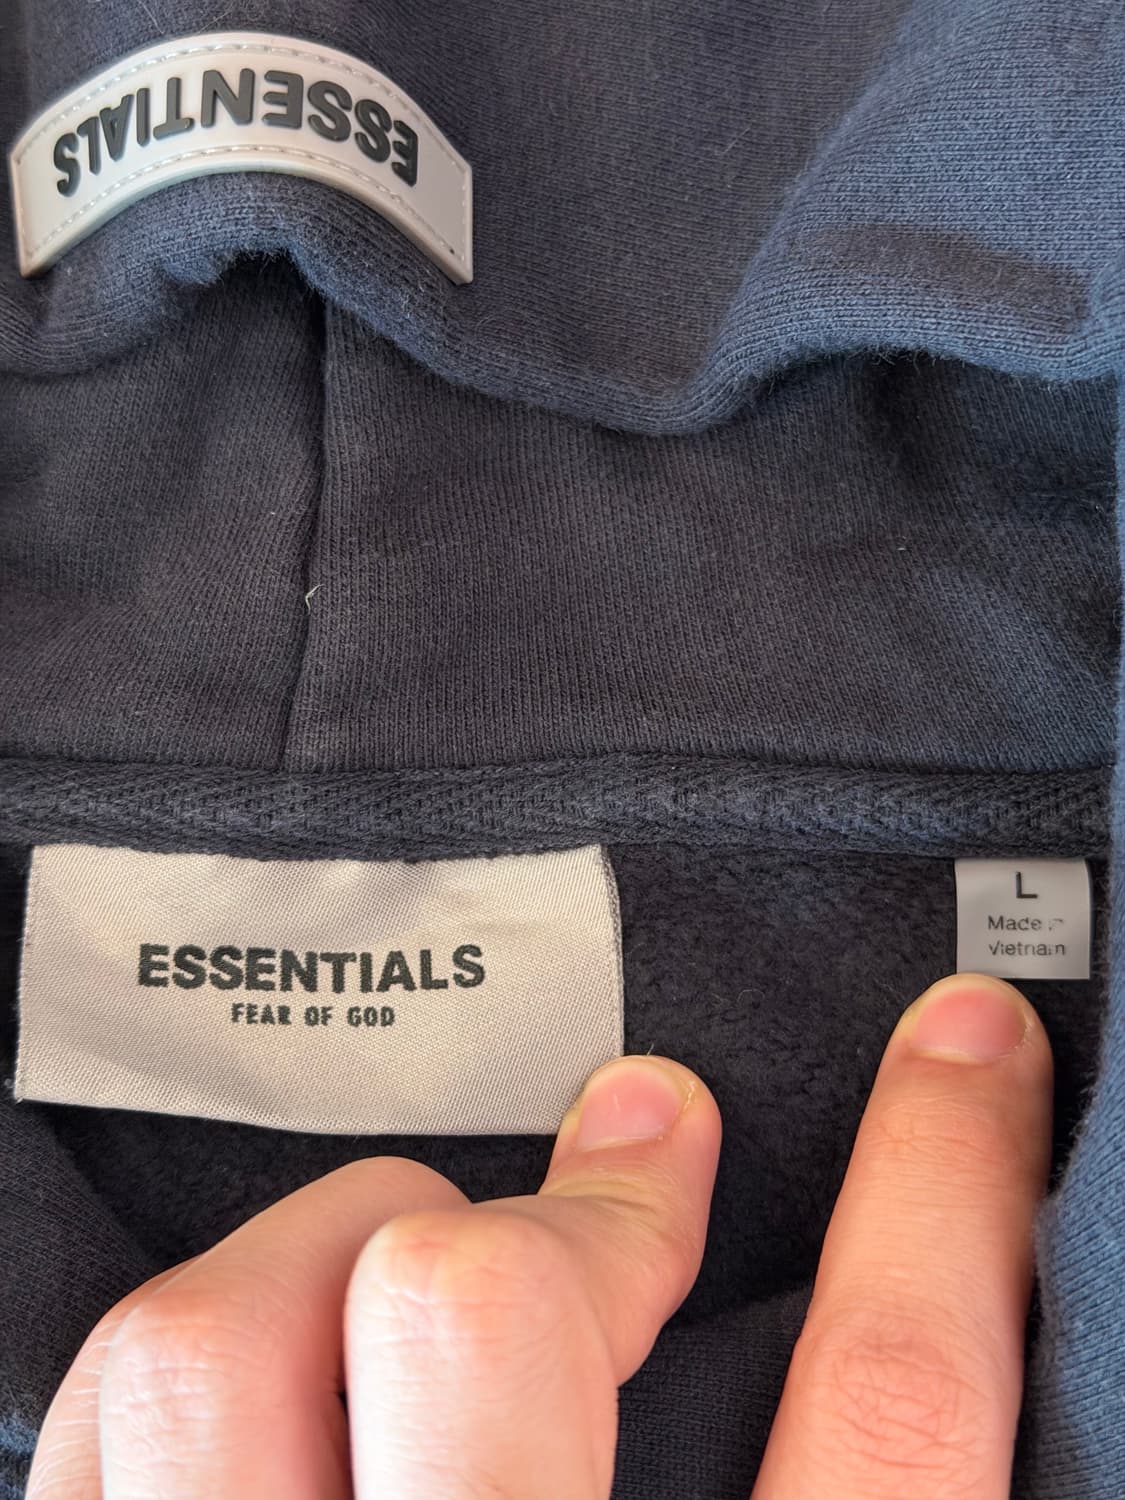 ESSENTIALS
ESSENTIALS
FEAR OF GOD
L
Made in
Vietnam